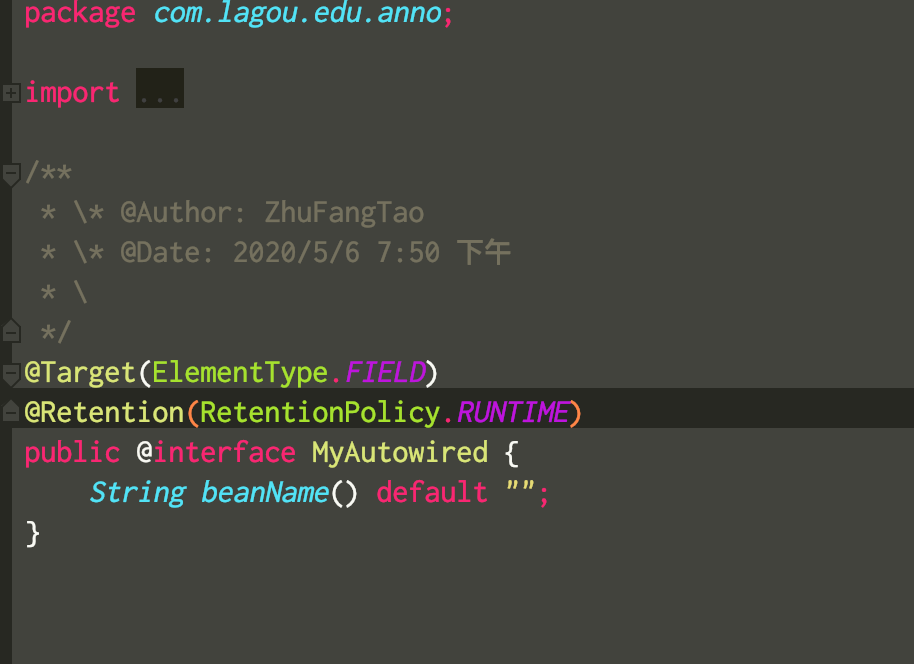 package com.lagou.edu.anno;
import ...
/**
 * \* @Author: ZhuFangTao
 * \* @Date: 2020/5/6 7:50 下午
 * \
 */
@Target(ElementType.FIELD)
@Retention(RetentionPolicy.RUNTIME)
public @interface MyAutowired {
    String beanName() default "";
}